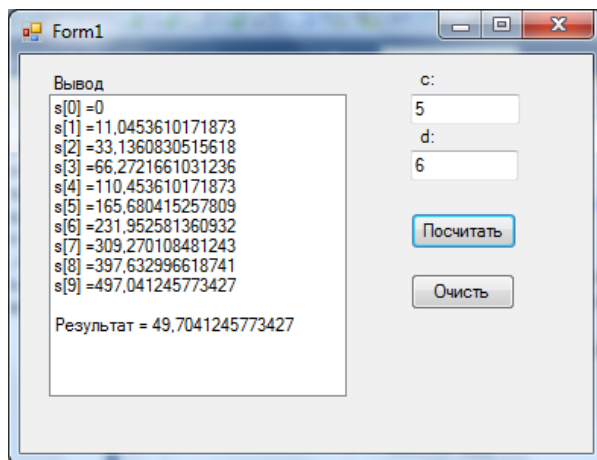 Form1
Вывод
s[0] =0
s[1] =11,0453610171873
s[2] =33,1360830515618
s[3] =66,2721661031236
s[4] =110,453610171873
s[5] =165,680415257809
s[6] =231,952581360932
s[7] =309,270108481243
s[8] =397,632996618741
s[9] =497,041245773427
Результат = 49,7041245773427
c:
5
d:
6
Посчитать
Очисть